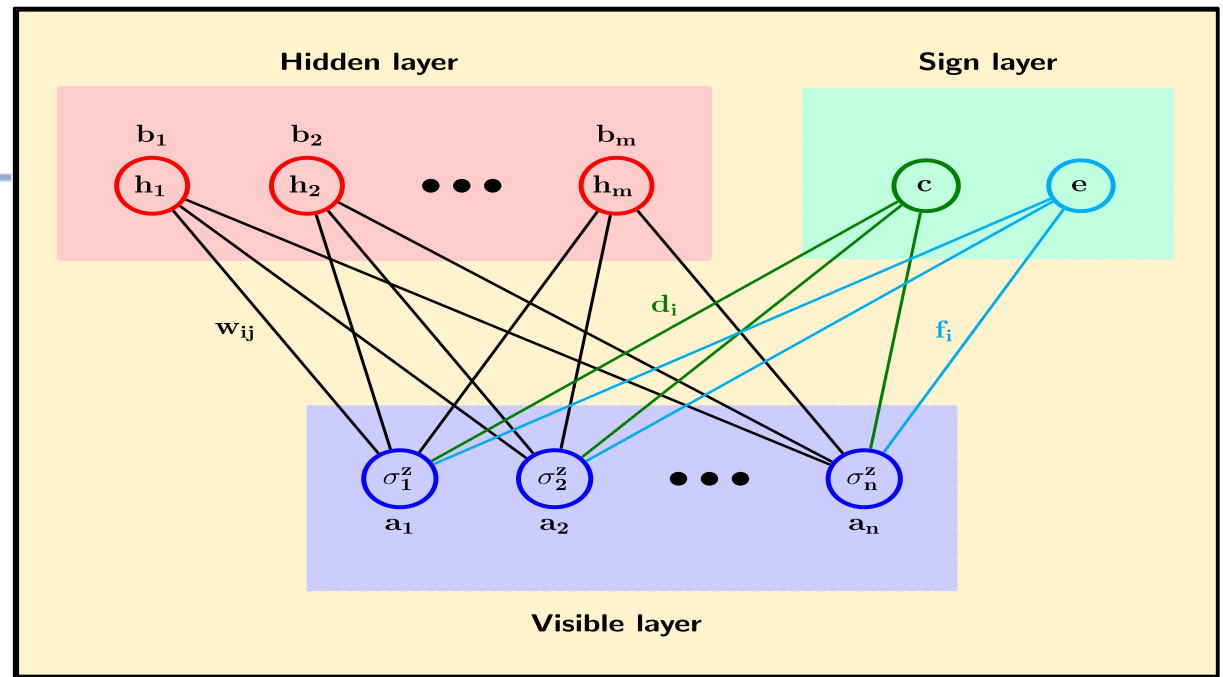 Hidden layer
Sign layer
b₁ b₂ bₘ
h₁ h₂ ••• hₘ c e
dᵢ
wᵢⱼ fᵢ
σ₁ᶻ σ₂ᶻ ••• σₙᶻ
a₁ a₂ aₙ
Visible layer